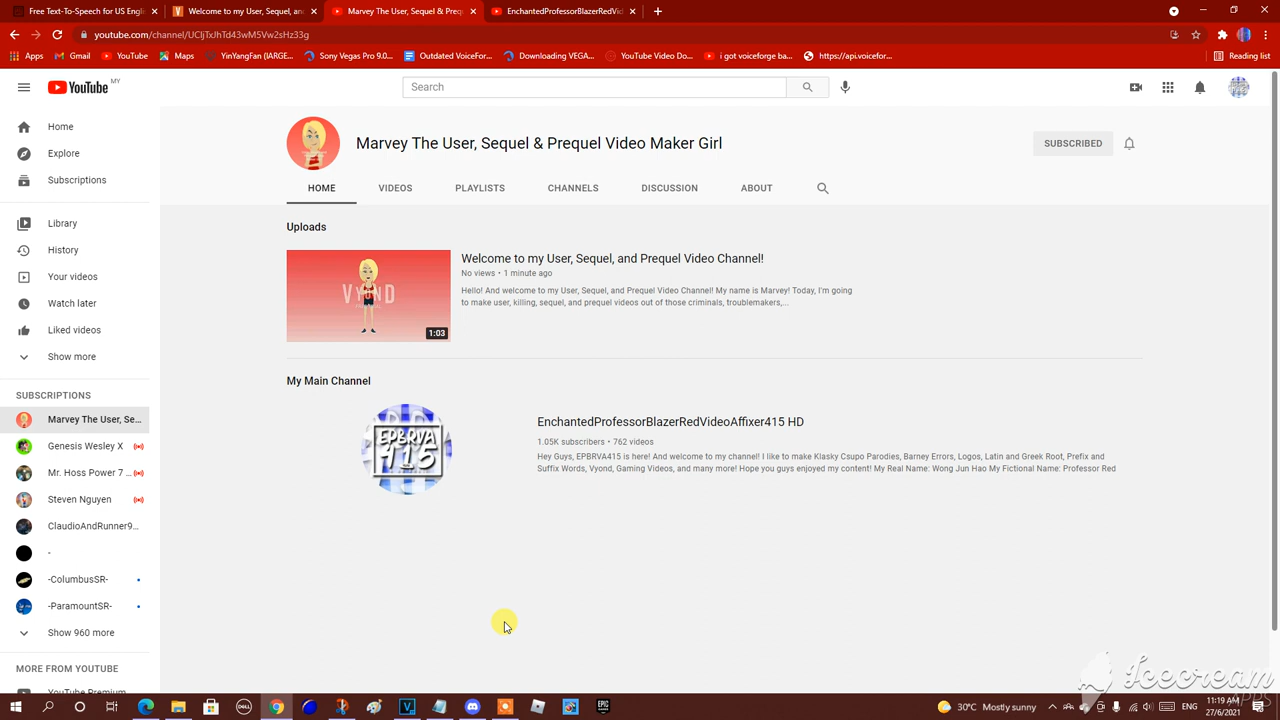 Free Text-To-Speech for US Engli
Welcome to my User, Sequel, and
Marvey The User, Sequel & Preque
EnchantedProfessorBlazerRedVid
youtube.com/channel/UCIjTxJhTd43wM5Vw2sHz33g
Apps
Gmail
YouTube
Maps
YinYangFan (lARGE...
Sony Vegas Pro 9.0...
Outdated VoiceFor...
Downloading VEGA...
YouTube Video Do...
i got voiceforge ba...
https://api.voicefor...
Reading list
YouTube MY
Search
Home
Explore
Subscriptions
Library
History
Your videos
Watch later
Liked videos
Show more
SUBSCRIPTIONS
Marvey The User, Se...
Genesis Wesley X
Mr. Hoss Power 7 ...
Steven Nguyen
ClaudioAndRunner9...
-
-ColumbusSR-
-ParamountSR-
Show 960 more
MORE FROM YOUTUBE
YouTube Premium
Marvey The User, Sequel & Prequel Video Maker Girl
SUBSCRIBED
HOME
VIDEOS
PLAYLISTS
CHANNELS
DISCUSSION
ABOUT
Uploads
VYOND
1:03
Welcome to my User, Sequel, and Prequel Video Channel!
No views • 1 minute ago
Hello! And welcome to my User, Sequel, and Prequel Video Channel! My name is Marvey! Today, I'm going
to make user, killing, sequel, and prequel videos out of those criminals, troublemakers,...
My Main Channel
EPBRVA
415
EnchantedProfessorBlazerRedVideoAffixer415 HD
1.05K subscribers • 762 videos
Hey Guys, EPBRVA415 is here! And welcome to my channel! I like to make Klasky Csupo Parodies, Barney Errors, Logos, Latin and Greek Root, Prefix and
Suffix Words, Vyond, Gaming Videos, and many more! Hope you guys enjoyed my content! My Real Name: Wong Jun Hao My Fictional Name: Professor Red
Icecream
APPS
DELL
EPIC
30°C Mostly sunny
11:19 AM
27/6/2021